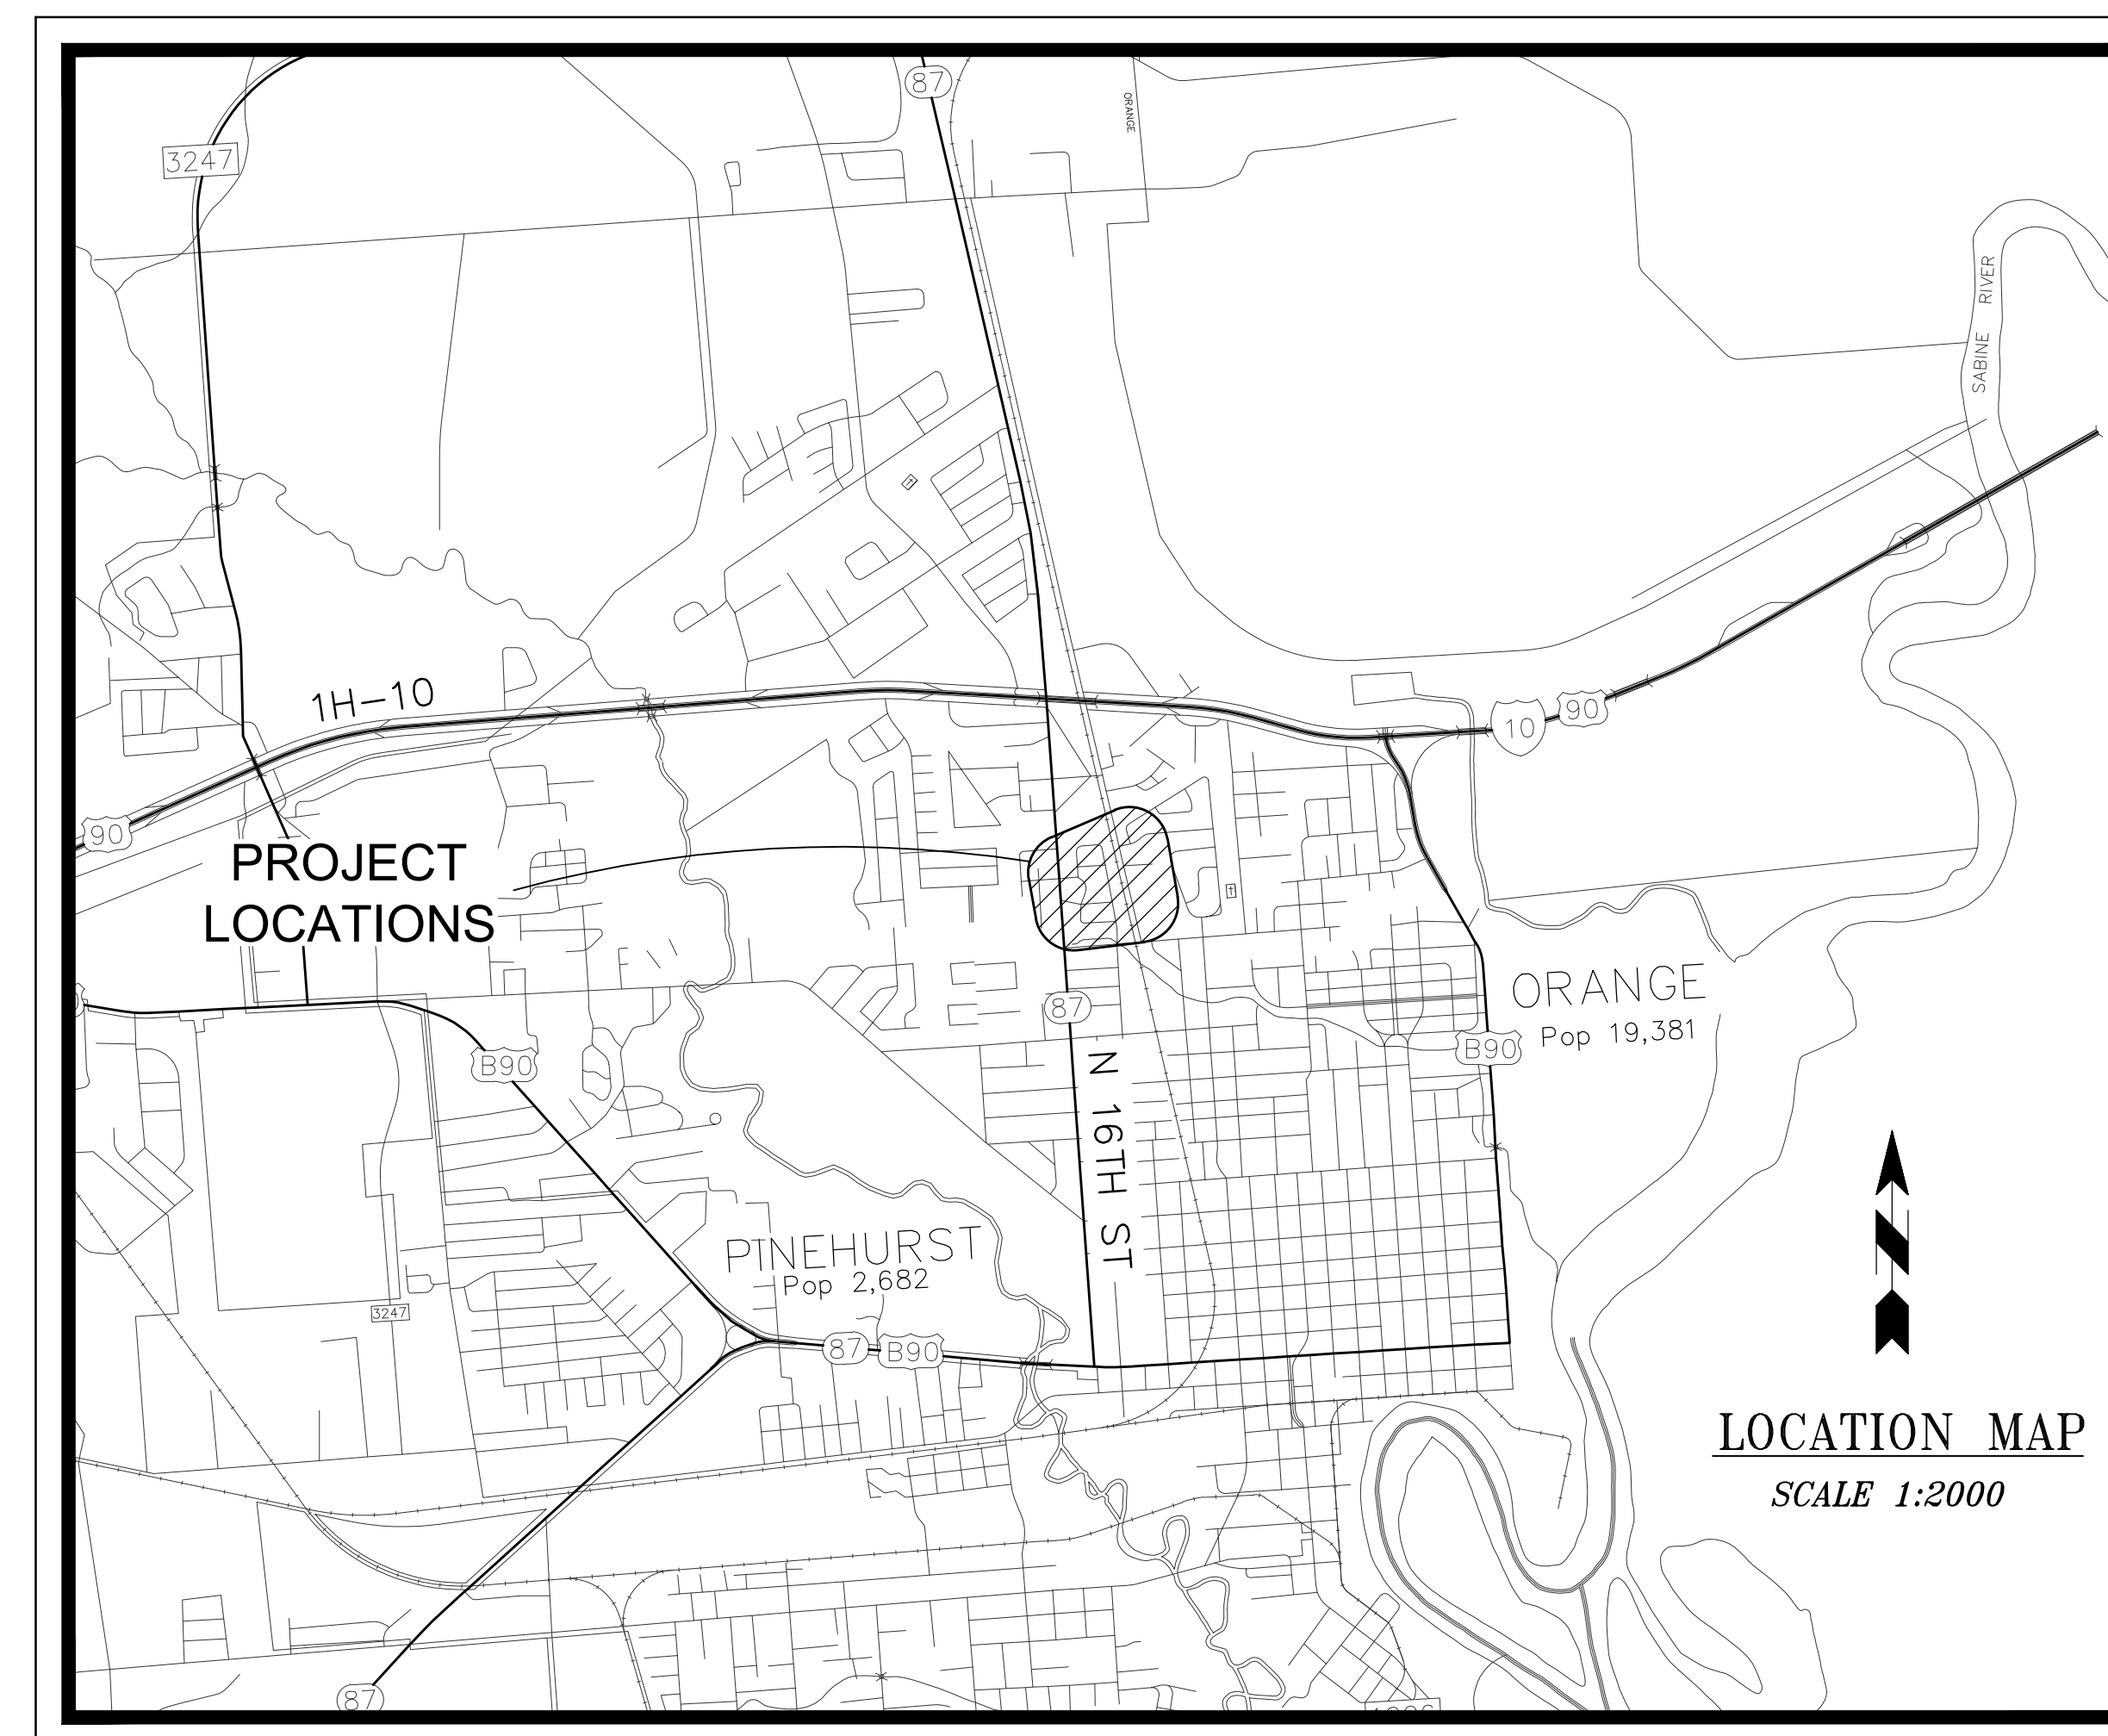 87
ORANGE
3247
SABINE RIVER
1H-10
10
90
90
PROJECT
LOCATIONS
87
ORANGE
Pop 19,381
B90
B90
N 16TH ST
PINEHURST
Pop 2,682
3247
87
B90
LOCATION MAP
SCALE 1:2000
87